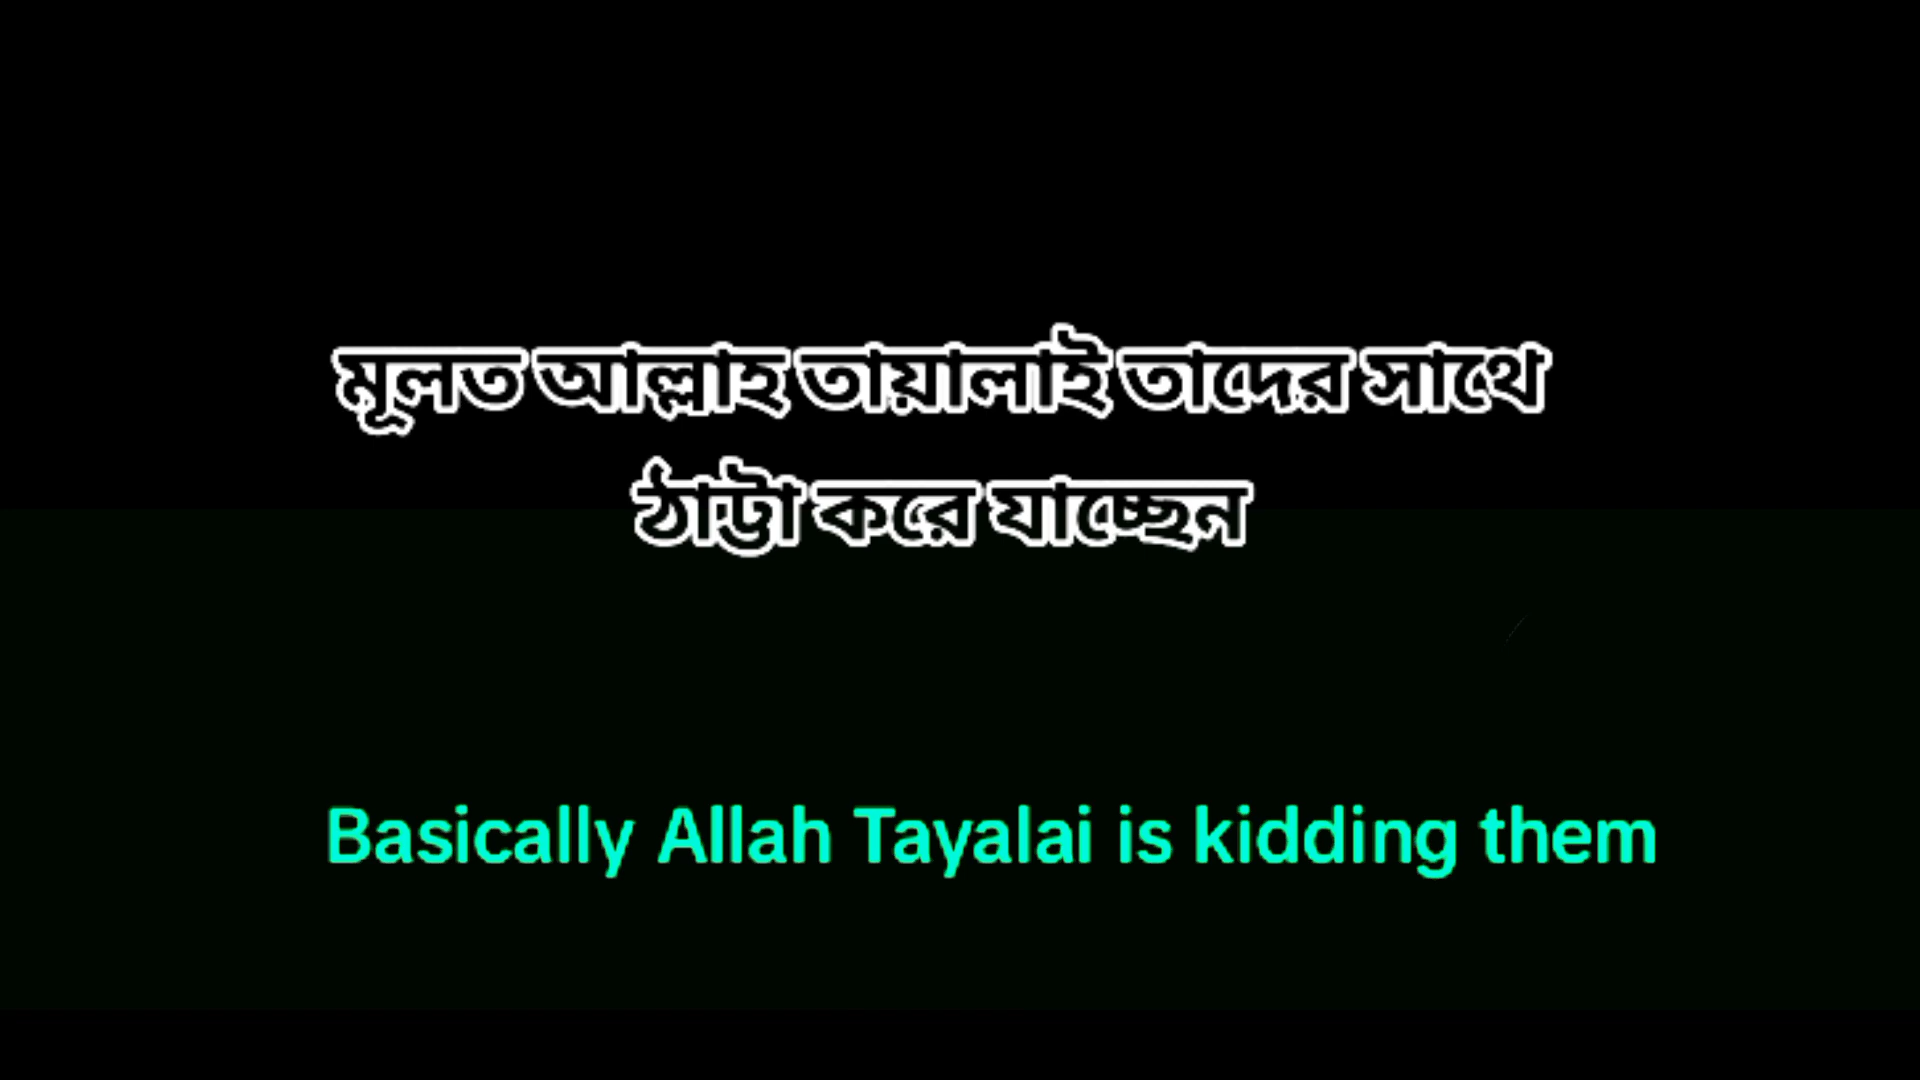 মূলত আল্লাহ তায়ালাই তাদের সাথে
ঠাট্টা করে যাচ্ছেন
Basically Allah Tayalai is kidding them